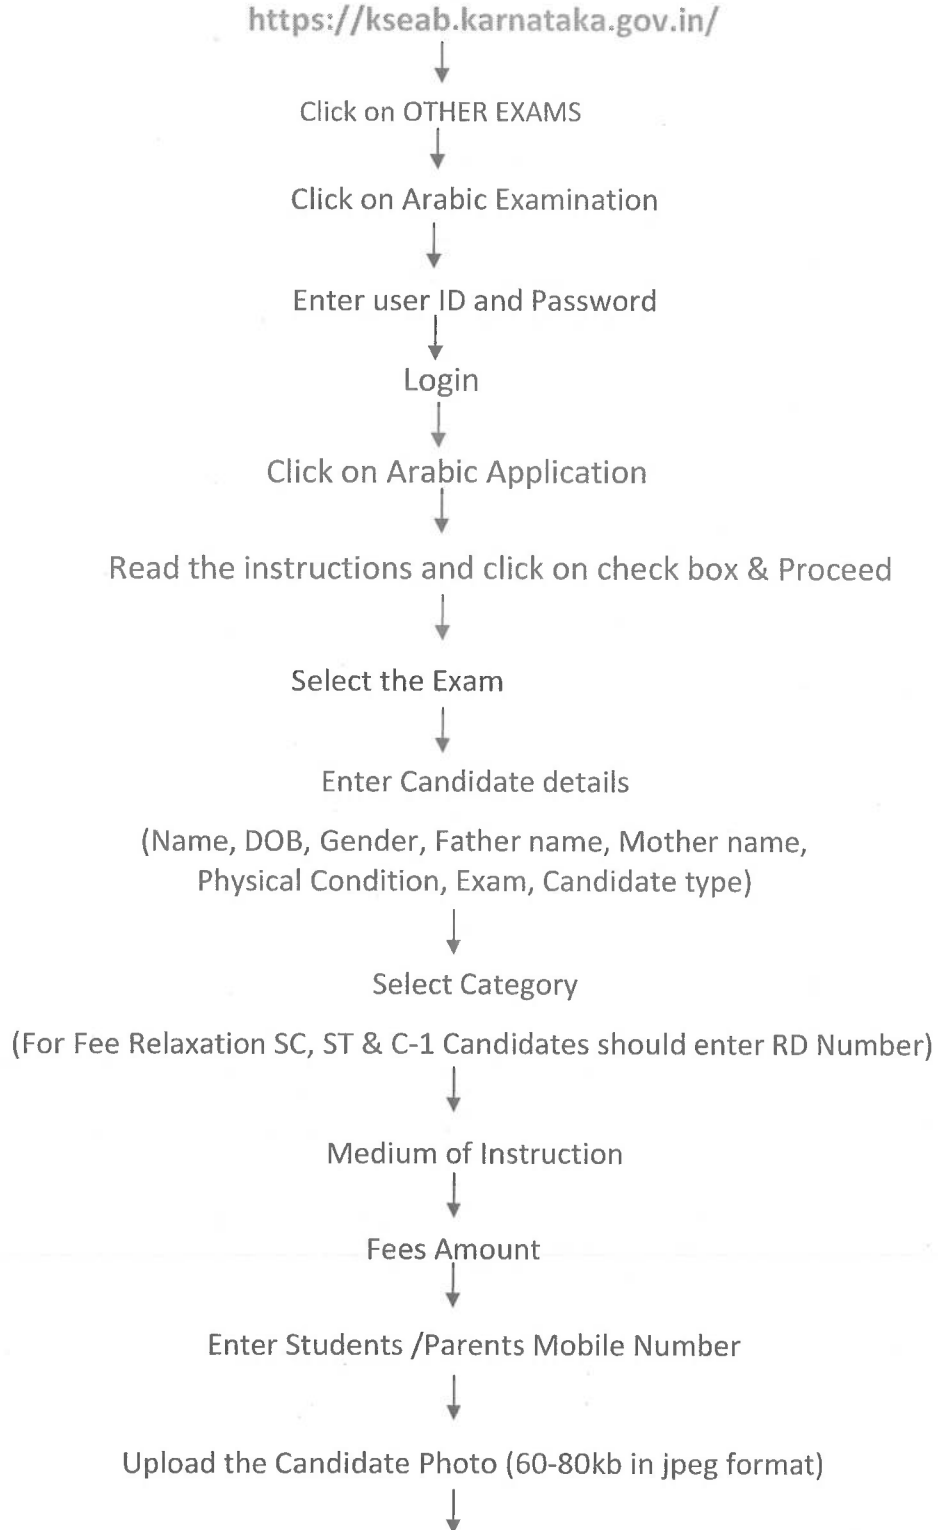 https://kseab.karnataka.gov.in/
Click on OTHER EXAMS
Click on Arabic Examination
Enter user ID and Password
Login
Click on Arabic Application
Read the instructions and click on check box & Proceed
Select the Exam
Enter Candidate details
(Name, DOB, Gender, Father name, Mother name,
Physical Condition, Exam, Candidate type)
Select Category
(For Fee Relaxation SC, ST & C-1 Candidates should enter RD Number)
Medium of Instruction
Fees Amount
Enter Students /Parents Mobile Number
Upload the Candidate Photo (60-80kb in jpeg format)